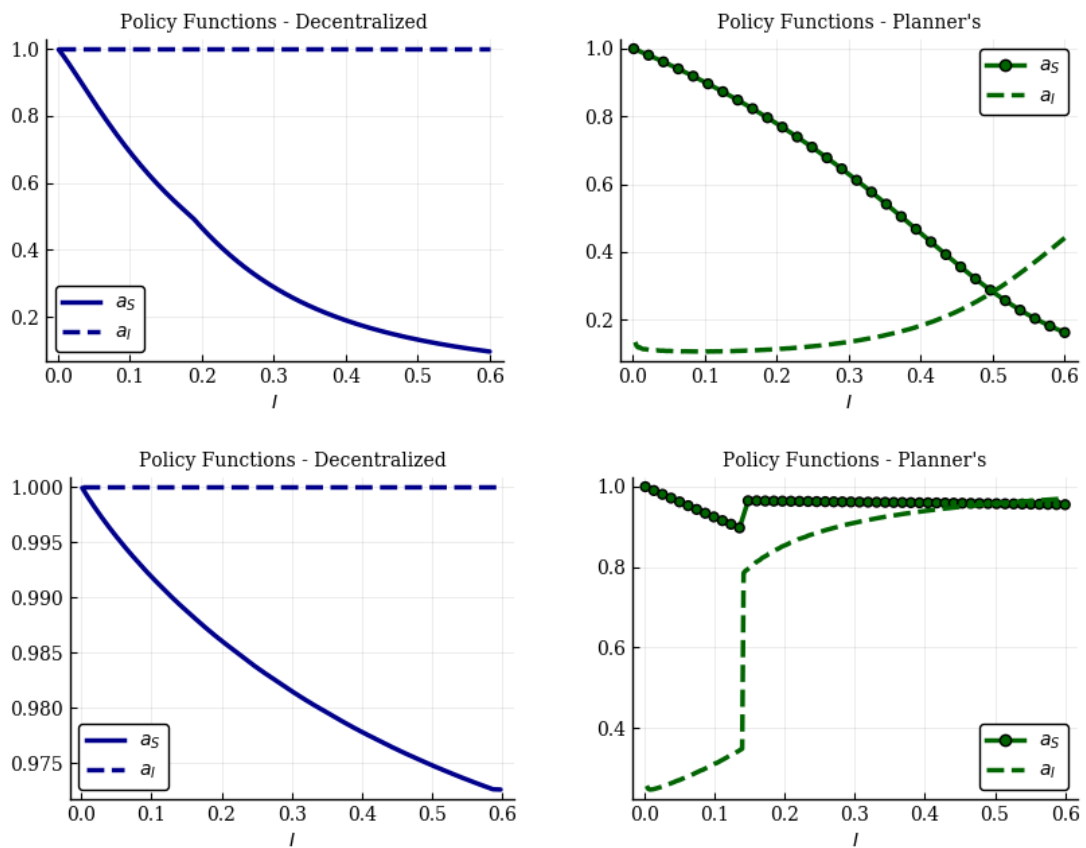 Policy Functions - Decentralized
1.0
0.8
0.6
0.4
0.2
a_S
a_I
0.0 0.1 0.2 0.3 0.4 0.5 0.6
I
Policy Functions - Planner's
1.0
0.8
0.6
0.4
0.2
a_S
a_I
0.0 0.1 0.2 0.3 0.4 0.5 0.6
I
Policy Functions - Decentralized
1.000
0.995
0.990
0.985
0.980
0.975
a_S
a_I
0.0 0.1 0.2 0.3 0.4 0.5 0.6
I
Policy Functions - Planner's
1.0
0.8
0.6
0.4
a_S
a_I
0.0 0.1 0.2 0.3 0.4 0.5 0.6
I